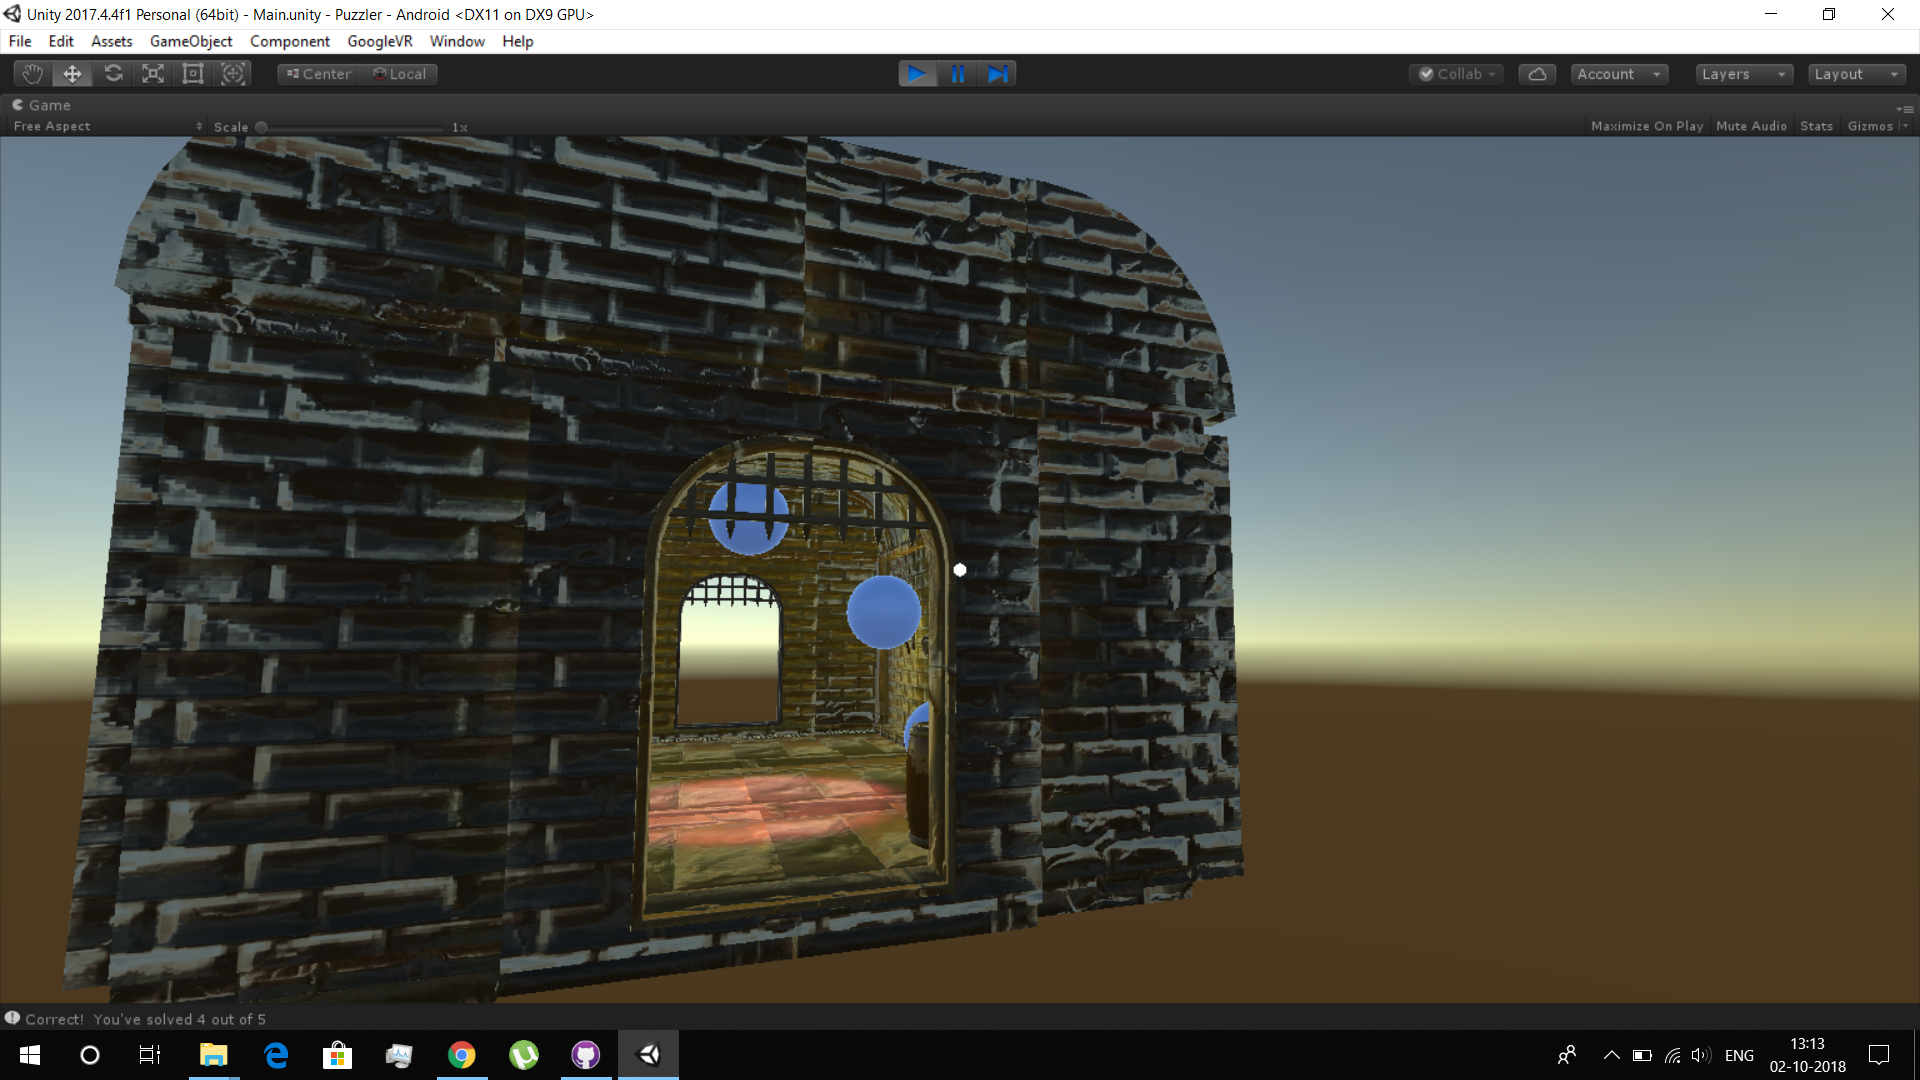 Unity 2017.4.4f1 Personal (64bit) - Main.unity - Puzzler - Android <DX11 on DX9 GPU>
File Edit Assets GameObject Component GoogleVR Window Help
Center Local Collab Account Layers Layout
Game
Free Aspect Scale 1x Maximize On Play Mute Audio Stats Gizmos
Correct! You've solved 4 out of 5
ENG
13:13
02-10-2018